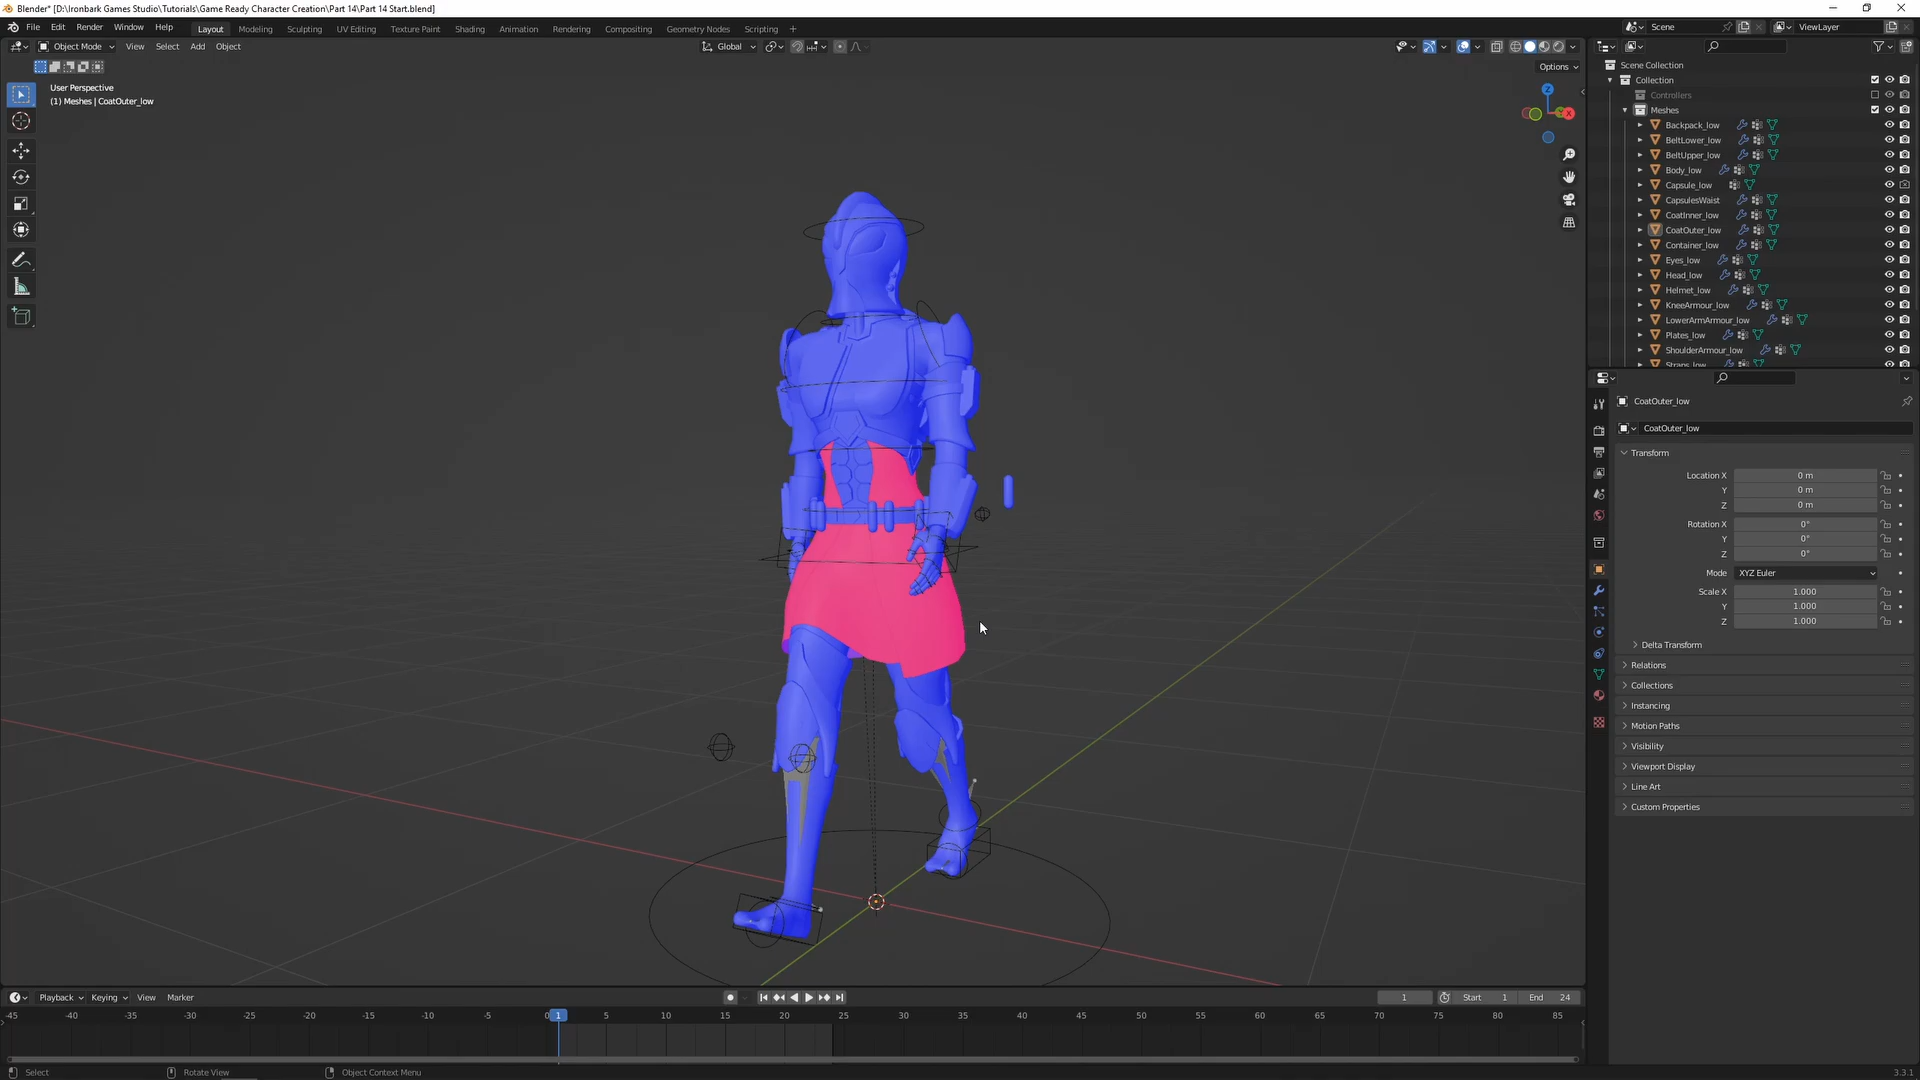 Blender* [D:\Ironbark Games Studio\Tutorials\Game Ready Character Creation\Part 14\Part 14 Start.blend]
File Edit Render Window Help Layout Modeling Sculpting UV Editing Texture Paint Shading Animation Rendering Compositing Geometry Nodes Scripting + Scene ViewLayer
Object Mode View Select Add Object Global
Options
User Perspective
(1) Meshes | CoatOuter_low
Z
Y
X
Scene Collection
Collection
Controllers
Meshes
Backpack_low
BeltLower_low
BeltUpper_low
Body_low
Capsule_low
CapsulesWaist
CoatInner_low
CoatOuter_low
Container_low
Eyes_low
Head_low
Helmet_low
KneeArmour_low
LowerArmArmour_low
Plates_low
ShoulderArmour_low
Straps_low
CoatOuter_low
CoatOuter_low
Transform
Location X 0 m
Y 0 m
Z 0 m
Rotation X 0°
Y 0°
Z 0°
Mode XYZ Euler
Scale X 1.000
Y 1.000
Z 1.000
Delta Transform
Relations
Collections
Instancing
Motion Paths
Visibility
Viewport Display
Line Art
Custom Properties
Playback Keying View Marker 1 Start 1 End 24
-45 -40 -35 -30 -25 -20 -15 -10 -5 0 1 5 10 15 20 25 30 35 40 45 50 55 60 65 70 75 80 85
Select Rotate View Object Context Menu 3.3.1